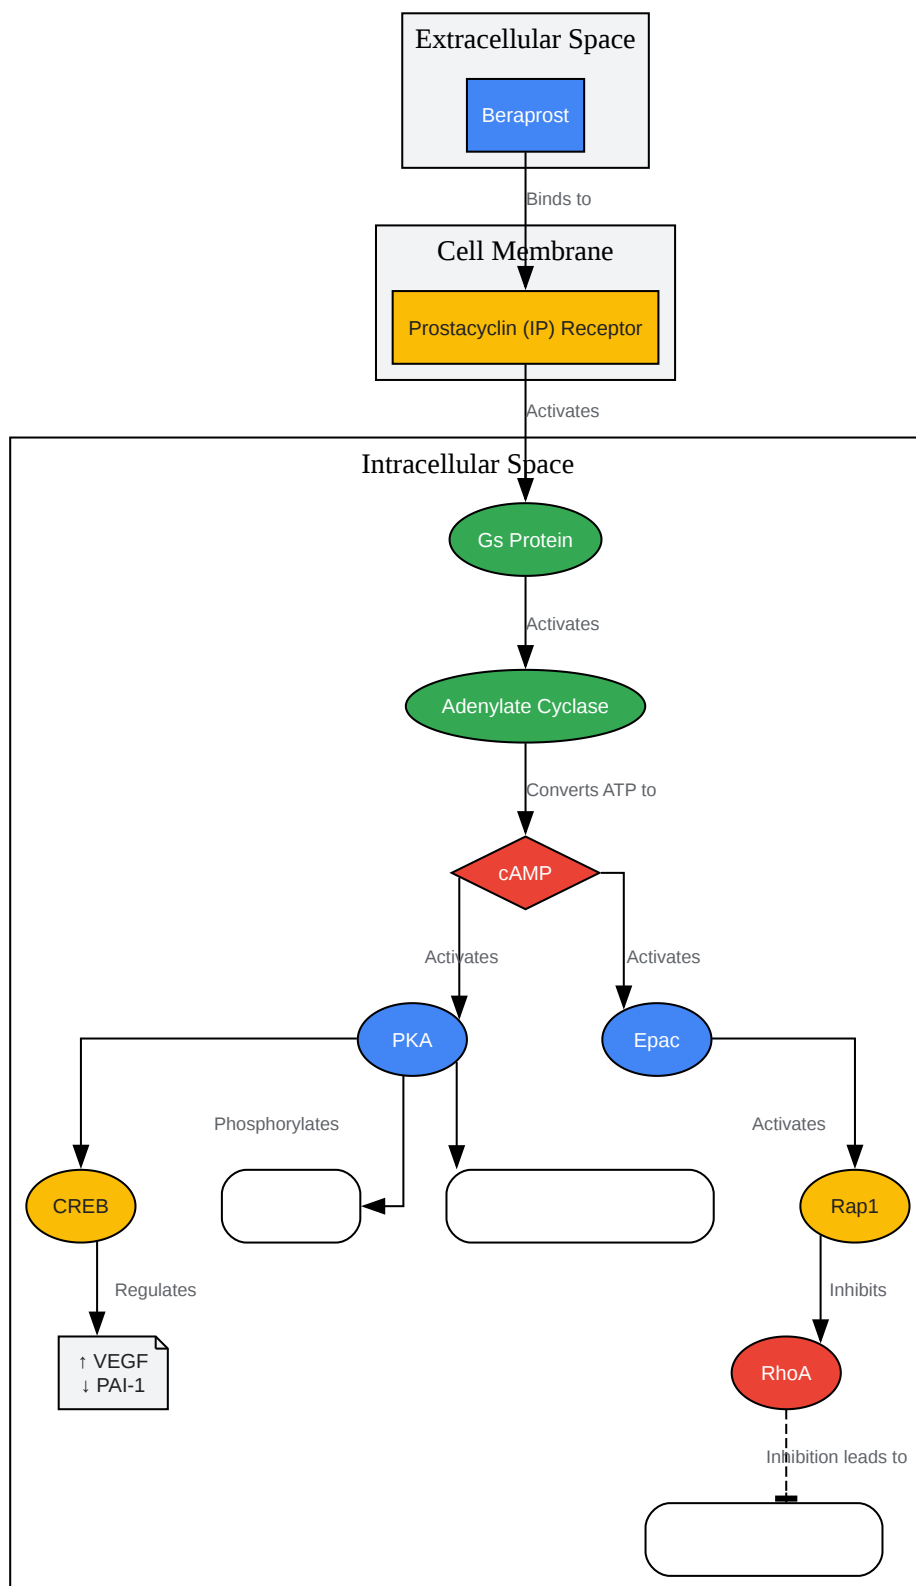 Extracellular Space
Beraprost
Binds to
Cell Membrane
Prostacyclin (IP) Receptor
Activates
Intracellular Space
Gs Protein
Activates
Adenylate Cyclase
Converts ATP to
cAMP
Activates
Activates
PKA
Epac
Phosphorylates
Activates
CREB
Rap1
Regulates
Inhibits
↑ VEGF
↓ PAI-1
RhoA
Inhibition leads to